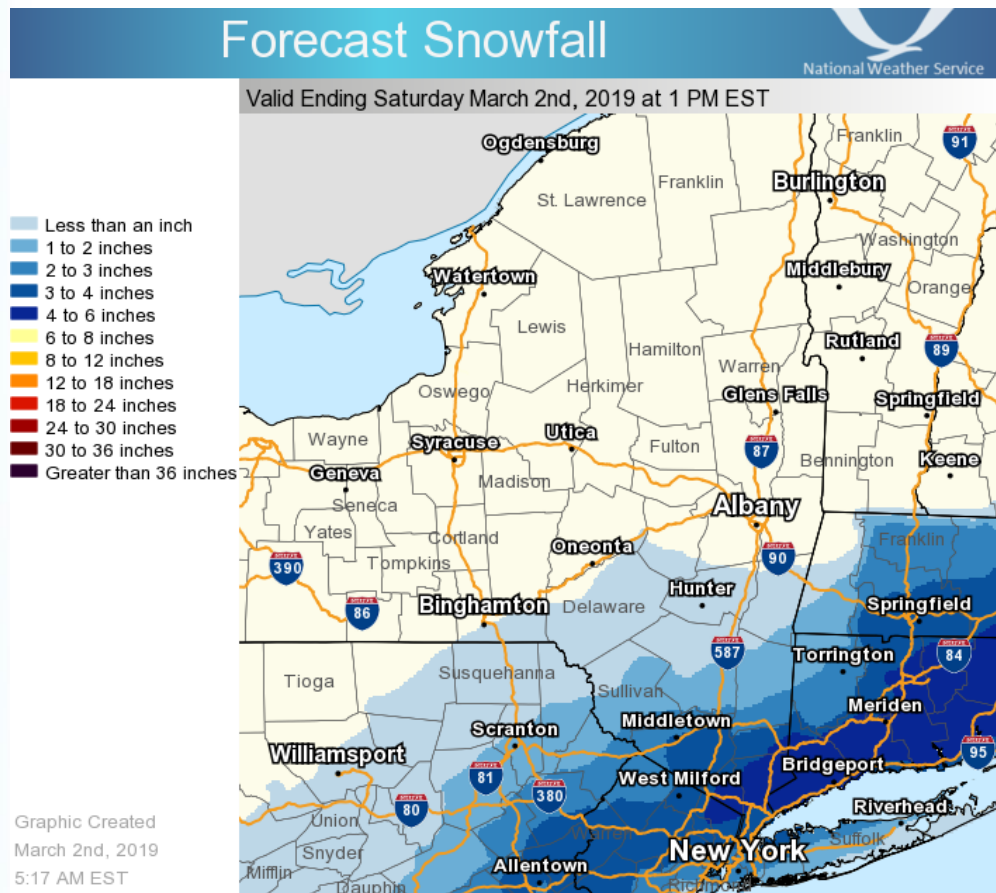 Forecast Snowfall
National Weather Service
Valid Ending Saturday March 2nd, 2019 at 1 PM EST
Less than an inch
1 to 2 inches
2 to 3 inches
3 to 4 inches
4 to 6 inches
6 to 8 inches
8 to 12 inches
12 to 18 inches
18 to 24 inches
24 to 30 inches
30 to 36 inches
Greater than 36 inches
Ogdensburg
Franklin
91
St. Lawrence
Franklin
Burlington
Washington
Watertown
Middlebury
Orange
Lewis
Hamilton
Rutland
89
Oswego
Herkimer
Warren
Glens Falls
Springfield
Wayne
Syracuse
Utica
Fulton
87
Bennington
Keene
Geneva
Madison
Seneca
Albany
Yates
Cortland
Oneonta
Franklin
390
Tompkins
90
86
Binghamton
Delaware
Hunter
Springfield
587
Torrington
84
Tioga
Susquehanna
Sullivan
Middletown
Meriden
Scranton
Williamsport
95
81
380
West Milford
Bridgeport
80
Riverhead
Union
Warren
Suffolk
Snyder
New York
Mifflin
Dauphin
Allentown
Richmond
Graphic Created
March 2nd, 2019
5:17 AM EST